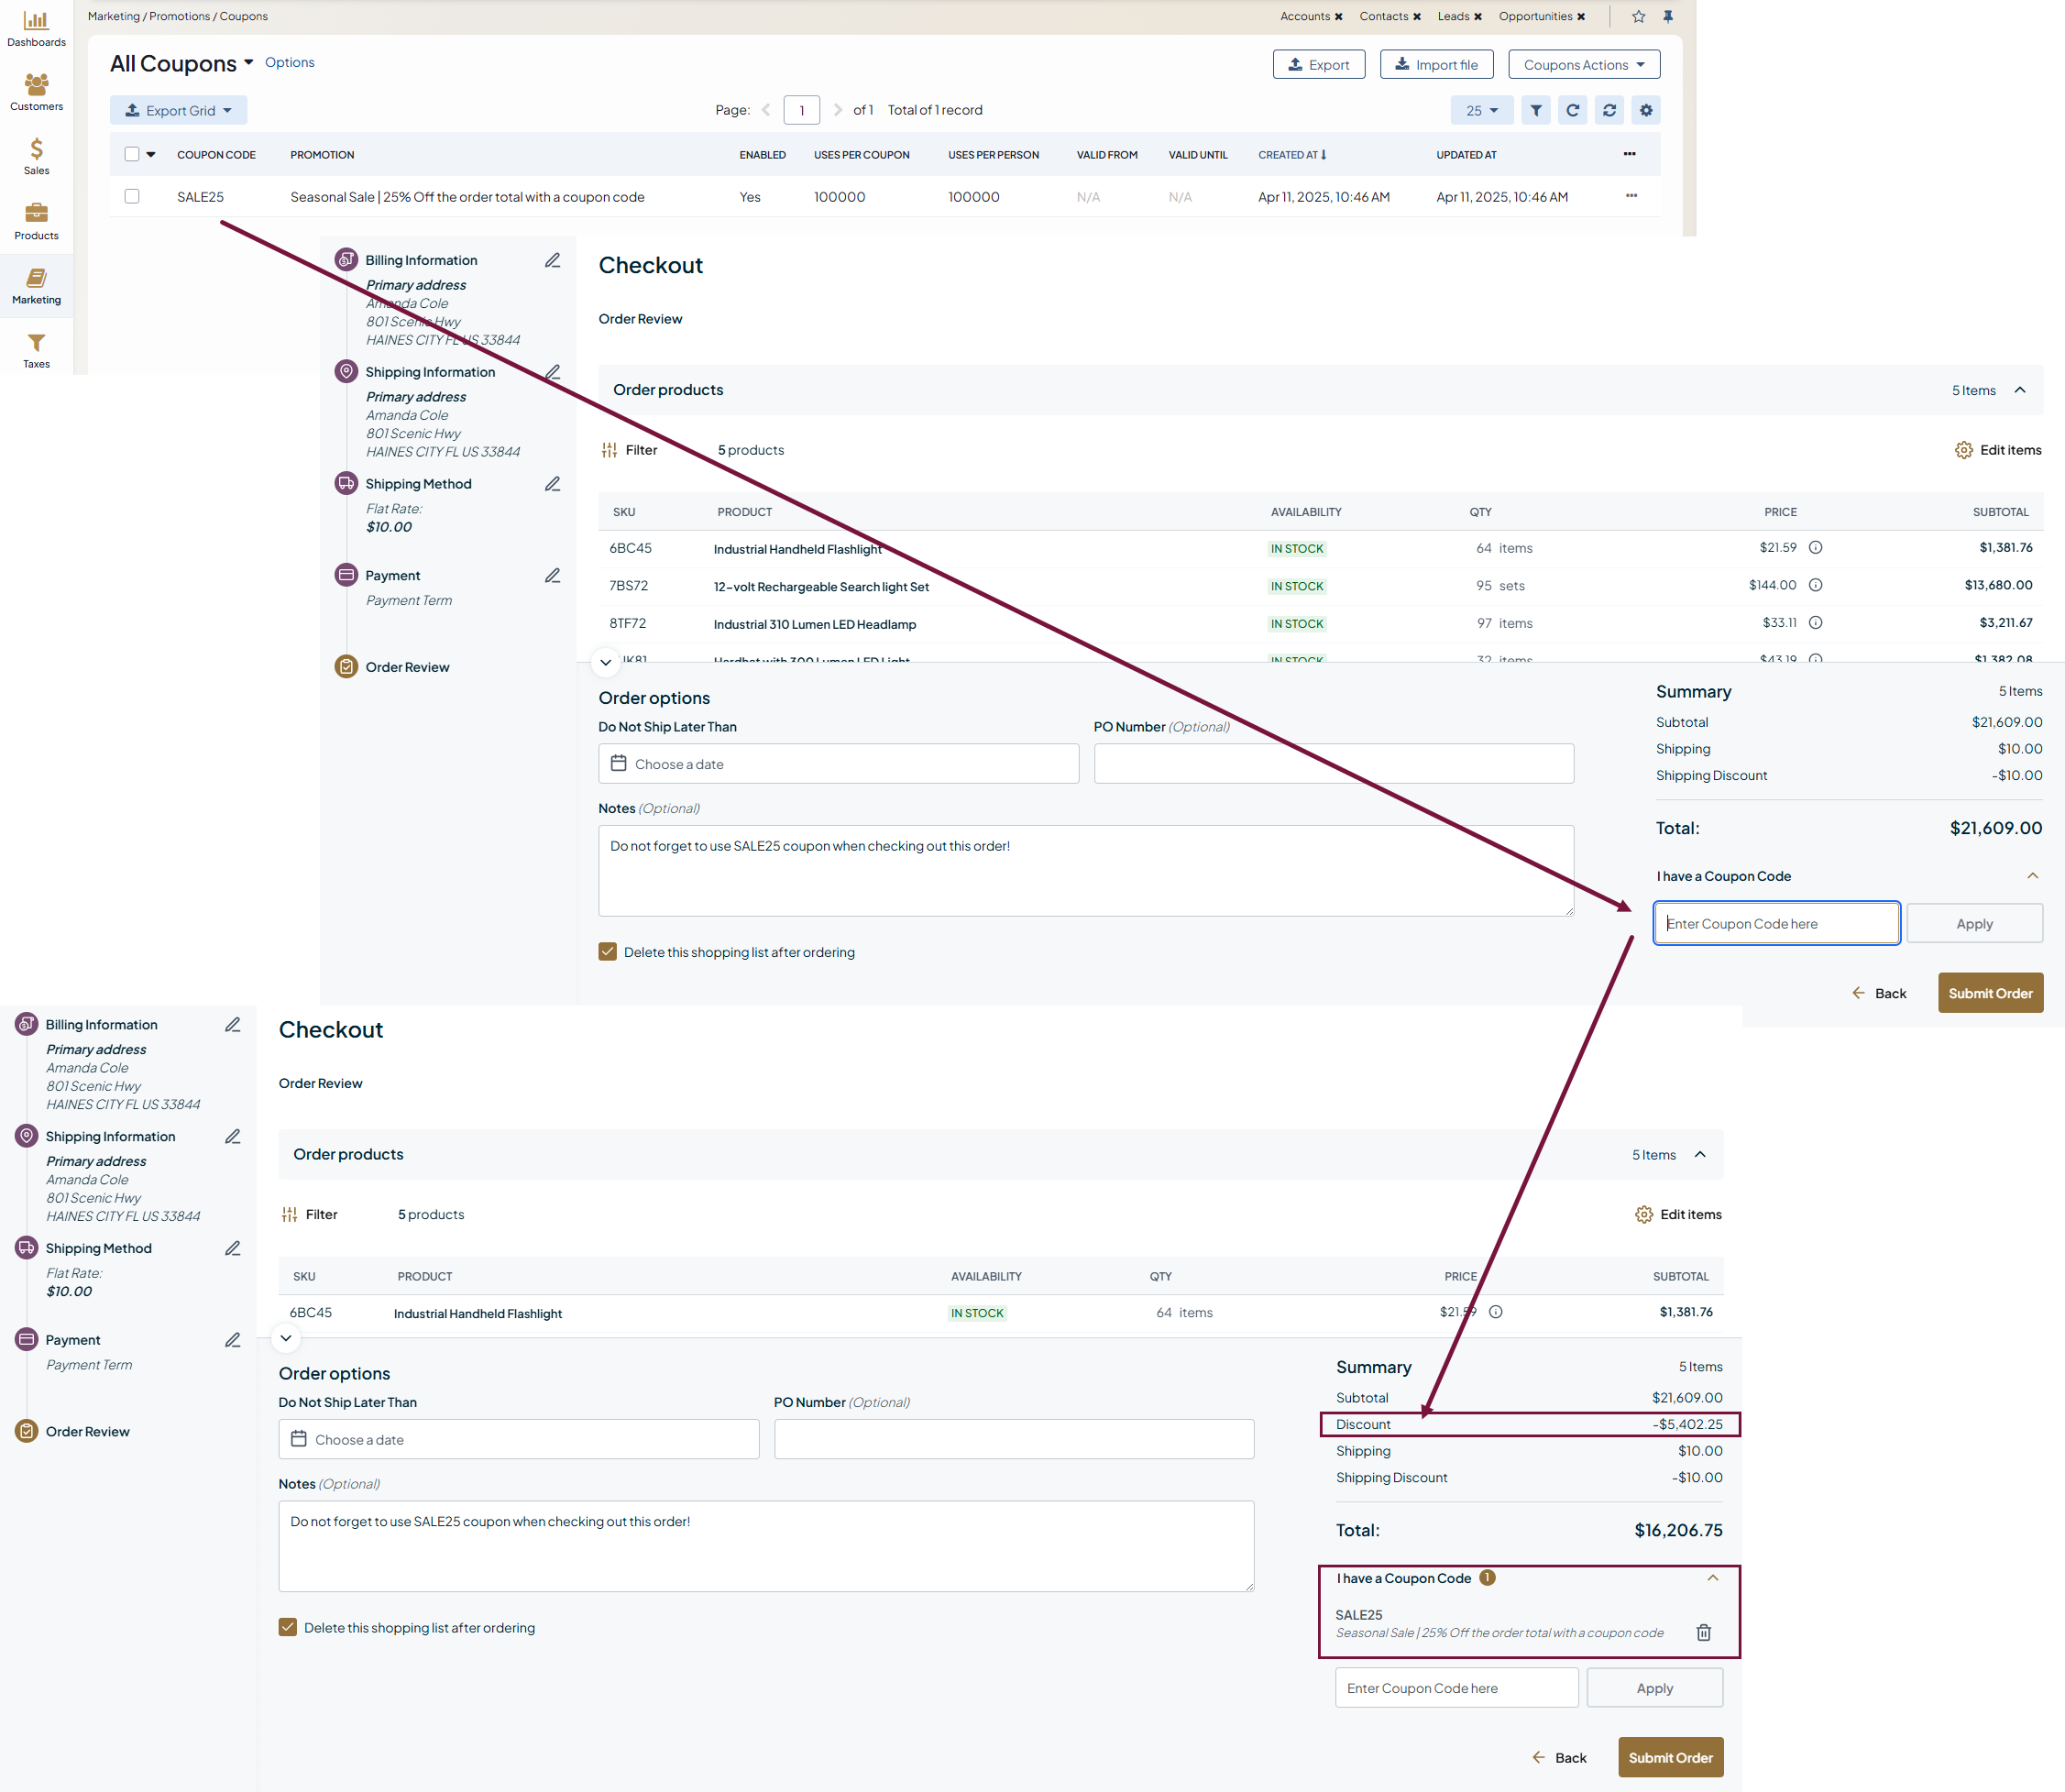 Marketing / Promotions / Coupons
Accounts ✖ Contacts ✖ Leads ✖ Opportunities ✖
Dashboards
Customers
Sales
Products
Marketing
Taxes
All Coupons Options
Export Import file Coupons Actions
Export Grid Page: 1 of 1 Total of 1 record 25
COUPON CODE PROMOTION ENABLED USES PER COUPON USES PER PERSON VALID FROM VALID UNTIL CREATED AT UPDATED AT
SALE25 Seasonal Sale | 25% Off the order total with a coupon code Yes 100000 100000 N/A N/A Apr 11, 2025, 10:46 AM Apr 11, 2025, 10:46 AM
Billing Information
Primary address
Amanda Cole
801 Scenic Hwy
HAINES CITY FL US 33844
Shipping Information
Primary address
Amanda Cole
801 Scenic Hwy
HAINES CITY FL US 33844
Shipping Method
Flat Rate:
$10.00
Payment
Payment Term
Order Review
Checkout
Order Review
Order products 5 Items
Filter 5 products Edit items
SKU PRODUCT AVAILABILITY QTY PRICE SUBTOTAL
6BC45 Industrial Handheld Flashlight IN STOCK 64 items $21.59 $1,381.76
7BS72 12-volt Rechargeable Search light Set IN STOCK 95 sets $144.00 $13,680.00
8TF72 Industrial 310 Lumen LED Headlamp IN STOCK 97 items $33.11 $3,211.67
Hardhat with 300 Lumen LED Light IN STOCK 32 items $43.19 $1,382.08
Order options
Do Not Ship Later Than PO Number (Optional)
Choose a date
Notes (Optional)
Do not forget to use SALE25 coupon when checking out this order!
Delete this shopping list after ordering
Summary 5 Items
Subtotal $21,609.00
Shipping $10.00
Shipping Discount -$10.00
Total: $21,609.00
I have a Coupon Code
Enter Coupon Code here Apply
Back Submit Order
Billing Information
Primary address
Amanda Cole
801 Scenic Hwy
HAINES CITY FL US 33844
Shipping Information
Primary address
Amanda Cole
801 Scenic Hwy
HAINES CITY FL US 33844
Shipping Method
Flat Rate:
$10.00
Payment
Payment Term
Order Review
Checkout
Order Review
Order products 5 Items
Filter 5 products Edit items
SKU PRODUCT AVAILABILITY QTY PRICE SUBTOTAL
6BC45 Industrial Handheld Flashlight IN STOCK 64 items $21.59 $1,381.76
Order options
Do Not Ship Later Than PO Number (Optional)
Choose a date
Notes (Optional)
Do not forget to use SALE25 coupon when checking out this order!
Delete this shopping list after ordering
Summary 5 Items
Subtotal $21,609.00
Discount -$5,402.25
Shipping $10.00
Shipping Discount -$10.00
Total: $16,206.75
I have a Coupon Code 1
SALE25
Seasonal Sale | 25% Off the order total with a coupon code
Enter Coupon Code here Apply
Back Submit Order